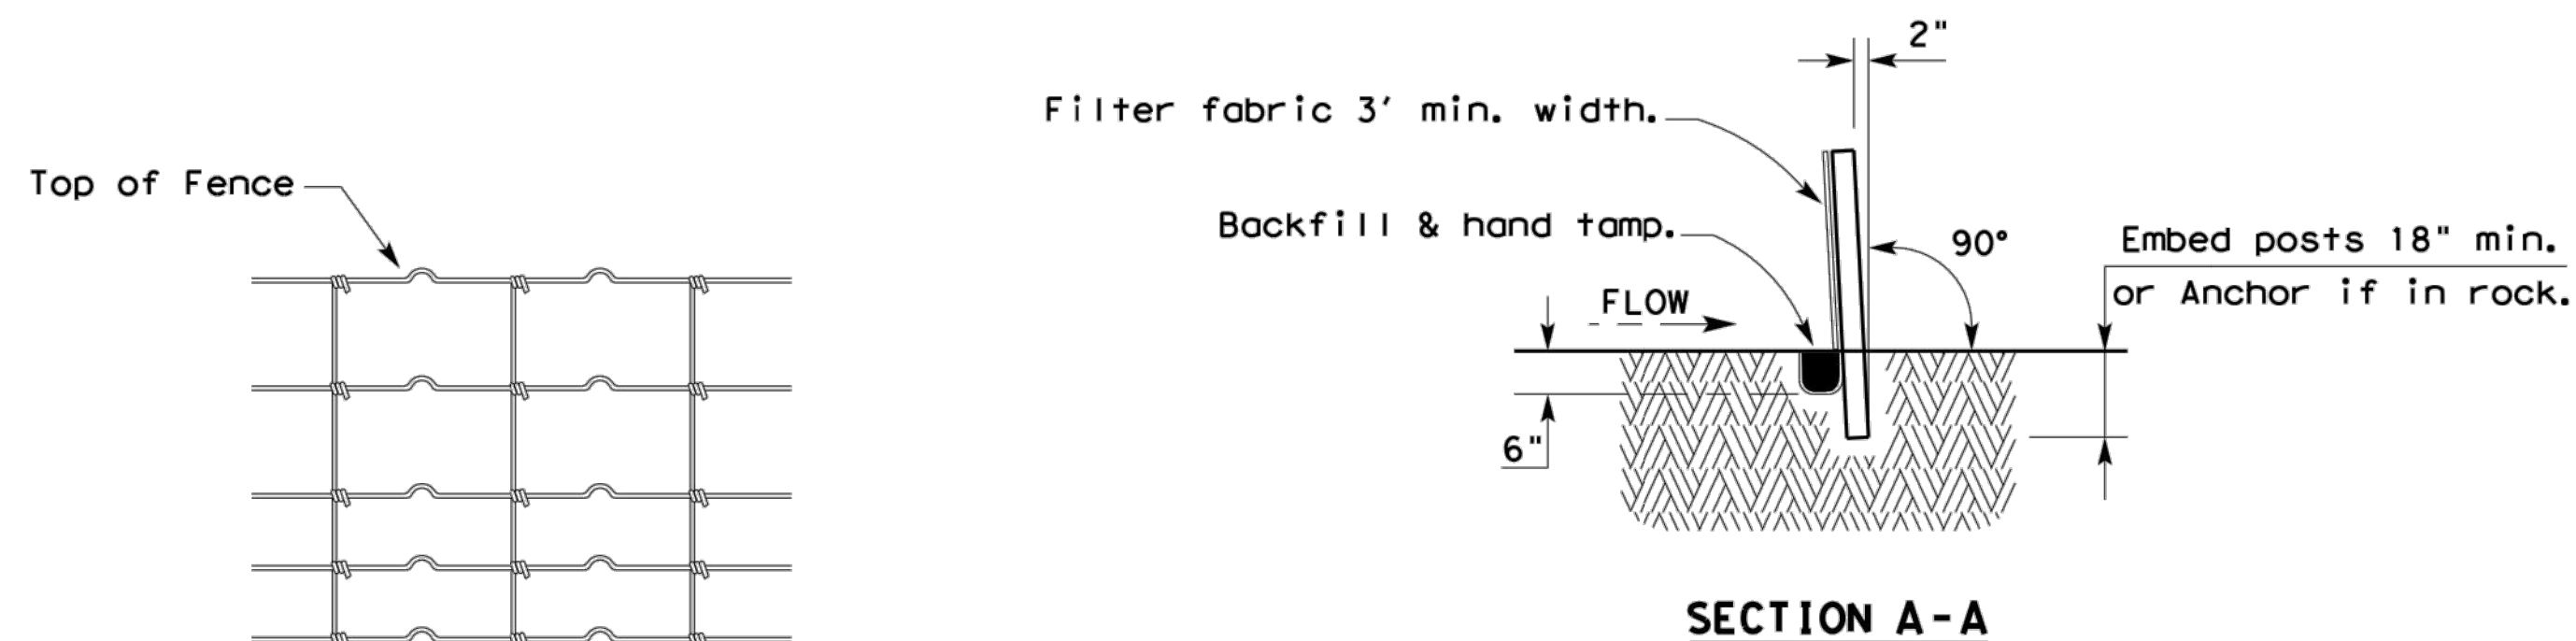 Top of Fence
2"
Filter fabric 3' min. width.
Backfill & hand tamp.
FLOW
90°
Embed posts 18" min.
or Anchor if in rock.
6"
SECTION A-A